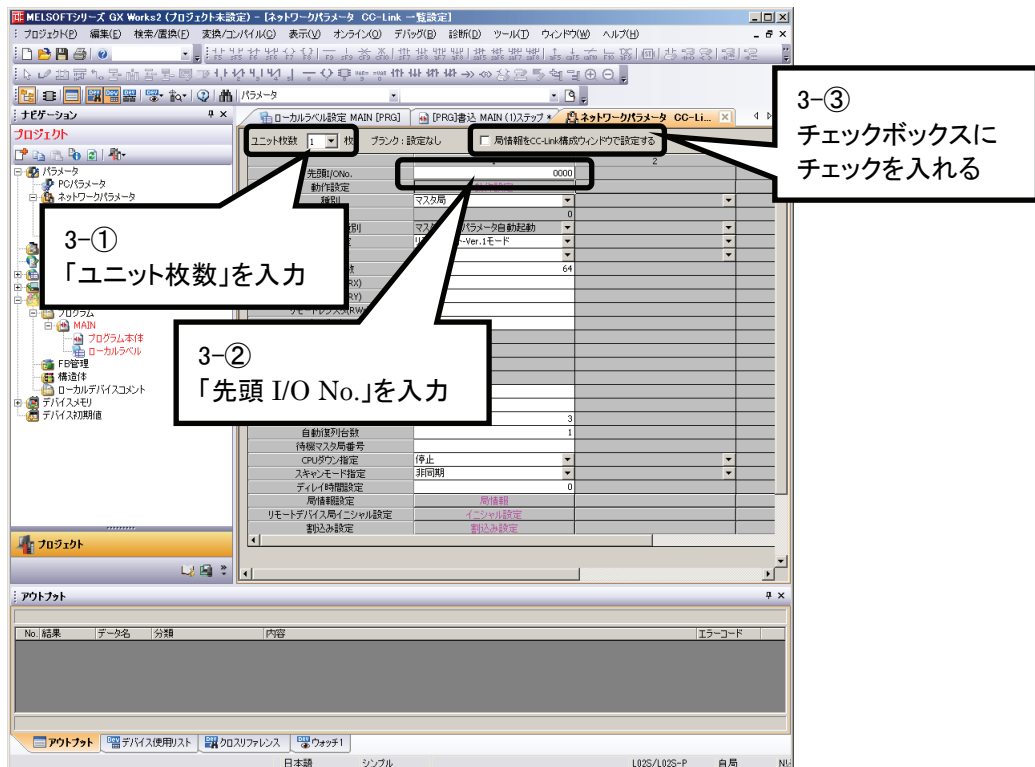 MELSOFTシリーズ GX Works2 (プロジェクト未設定) - [ネットワークパラメータ CC-Link 一覧設定]
プロジェクト(P) 編集(E) 検索/置換(F) 変換/コンパイル(C) 表示(V) オンライン(O) デバッグ(B) 診断(D) ツール(T) ウィンドウ(W) ヘルプ(H)
パラメータ
ナビゲーション
プロジェクト
パラメータ
PCパラメータ
ネットワークパラメータ
プログラム
MAIN
プログラム本体
ローカルラベル
FB管理
構造体
ローカルデバイスコメント
デバイスメモリ
デバイス初期値
プロジェクト
ローカルラベル設定 MAIN [PRG]
[PRG]書込 MAIN (1)ステップ *
ネットワークパラメータ CC-Li...
ユニット枚数 1 枚 ブランク : 設定なし 局情報をCC-Link構成ウィンドウで設定する
2
先頭I/ONo. 0000
動作設定
種別 マスタ局
0
パラメータ自動起動
-Ver.1モード
64
3
自動復列台数 1
待機マスタ局番号
CPUダウン指定 停止
スキャンモード指定 非同期
ディレイ時間設定 0
局情報設定 局情報
リモートデバイス局イニシャル設定 イニシャル設定
割込み設定 割込み設定
3-①
「ユニット枚数」を入力
3-②
「先頭 I/O No.」を入力
3-③
チェックボックスに
チェックを入れる
アウトプット
No. 結果 データ名 分類 内容 エラーコード
アウトプット デバイス使用リスト クロスリファレンス ウォッチ1
日本語 シンプル L02S/L02S-P 自局